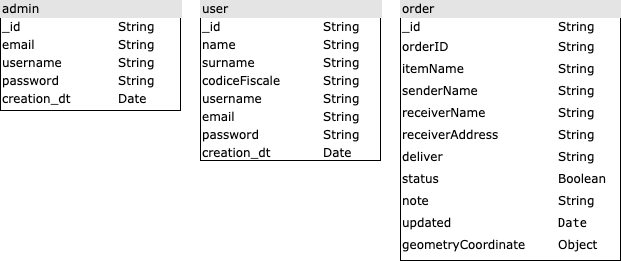 admin
_id String
email String
username String
password String
creation_dt Date
user
_id String
name String
surname String
codiceFiscale String
username String
email String
password String
creation_dt Date
order
_id String
orderID String
itemName String
senderName String
receiverName String
receiverAddress String
deliver String
status Boolean
note String
updated Date
geometryCoordinate Object